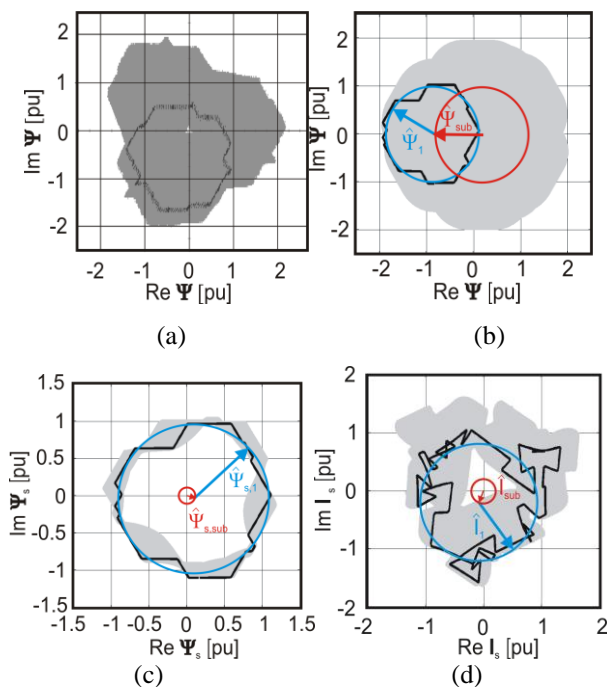 2
1
0
-1
-2
Im Ψ [pu]
-2 -1 0 1 2
Re Ψ [pu]
(a)
2
1
0
-1
-2
Im Ψ [pu]
Ψ̂sub
Ψ̂1
-2 -1 0 1 2
Re Ψ [pu]
(b)
1.5
1
0.5
0
-0.5
-1
-1.5
Im Ψs [pu]
Ψ̂s,1
Ψ̂s,sub
-1.5 -1 -0.5 0 0.5 1 1.5
Re Ψs [pu]
(c)
2
1
0
-1
-2
Im Is [pu]
Îsub
Î1
-2 -1 0 1 2
Re Is [pu]
(d)